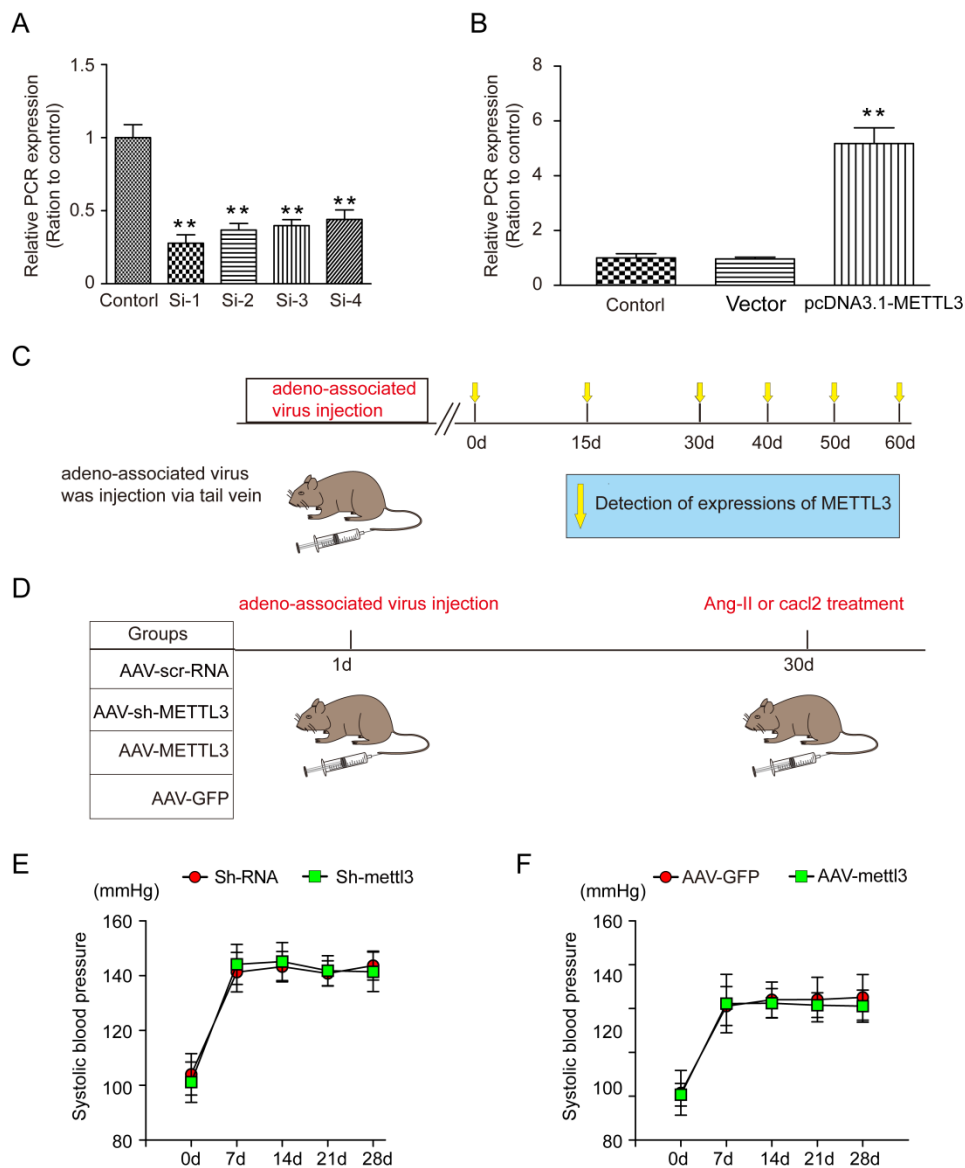 A
Relative PCR expression
(Ration to control)
1.5
1
0.5
0
**
**
**
**
Contorl
Si-1
Si-2
Si-3
Si-4
B
Relative PCR expression
(Ration to control)
8
6
4
2
0
**
Contorl
Vector
pcDNA3.1-METTL3
C
adeno-associated
virus injection
0d
15d
30d
40d
50d
60d
adeno-associated virus
was injection via tail vein
Detection of expressions of METTL3
D
adeno-associated virus injection
Ang-II or cacl2 treatment
1d
30d
Groups
AAV-scr-RNA
AAV-sh-METTL3
AAV-METTL3
AAV-GFP
E
(mmHg)
Sh-RNA
Sh-mettl3
Systolic blood pressure
160
140
120
100
80
0d
7d
14d
21d
28d
F
(mmHg)
AAV-GFP
AAV-mettl3
Systolic blood pressure
160
140
120
100
80
0d
7d
14d
21d
28d